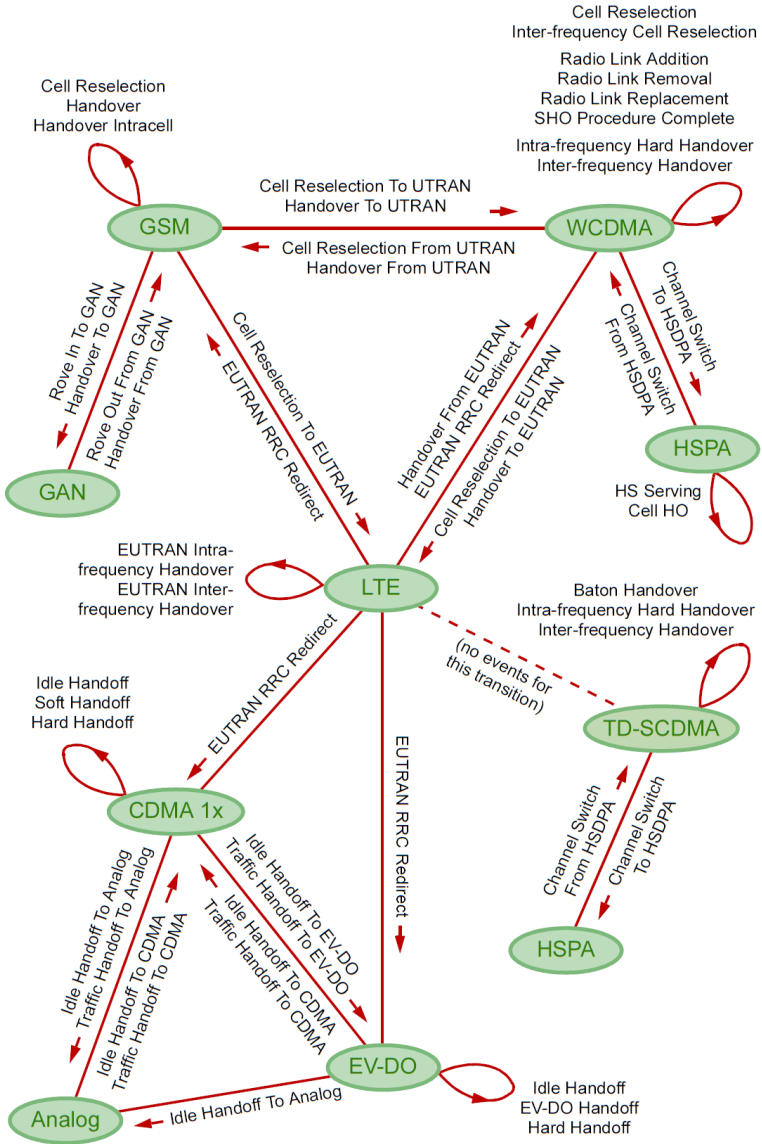 Cell Reselection
Inter-frequency Cell Reselection
Radio Link Addition
Radio Link Removal
Radio Link Replacement
SHO Procedure Complete
Intra-frequency Hard Handover
Inter-frequency Handover
Cell Reselection
Handover
Handover Intracell
GSM
Cell Reselection To UTRAN
Handover To UTRAN
Cell Reselection From UTRAN
Handover From UTRAN
WCDMA
Rove In To GAN
Handover To GAN
Rove Out From GAN
Handover From GAN
Cell Reselection To EUTRAN
EUTRAN RRC Redirect
Handover From EUTRAN
EUTRAN RRC Redirect
Cell Reselection To EUTRAN
Handover To EUTRAN
Channel Switch
To HSDPA
Channel Switch
From HSDPA
GAN
HSPA
HS Serving
Cell HO
EUTRAN Intra-
frequency Handover
EUTRAN Inter-
frequency Handover
LTE
Baton Handover
Intra-frequency Hard Handover
Inter-frequency Handover
(no events for
this transition)
TD-SCDMA
Idle Handoff
Soft Handoff
Hard Handoff
EUTRAN RRC Redirect
EUTRAN RRC Redirect
CDMA 1x
Channel Switch
From HSDPA
Channel Switch
To HSDPA
HSPA
Idle Handoff To Analog
Traffic Handoff To Analog
Idle Handoff To CDMA
Traffic Handoff To CDMA
Idle Handoff To EV-DO
Traffic Handoff To EV-DO
Idle Handoff To CDMA
Traffic Handoff To CDMA
EV-DO
Idle Handoff
EV-DO Handoff
Hard Handoff
Analog
Idle Handoff To Analog